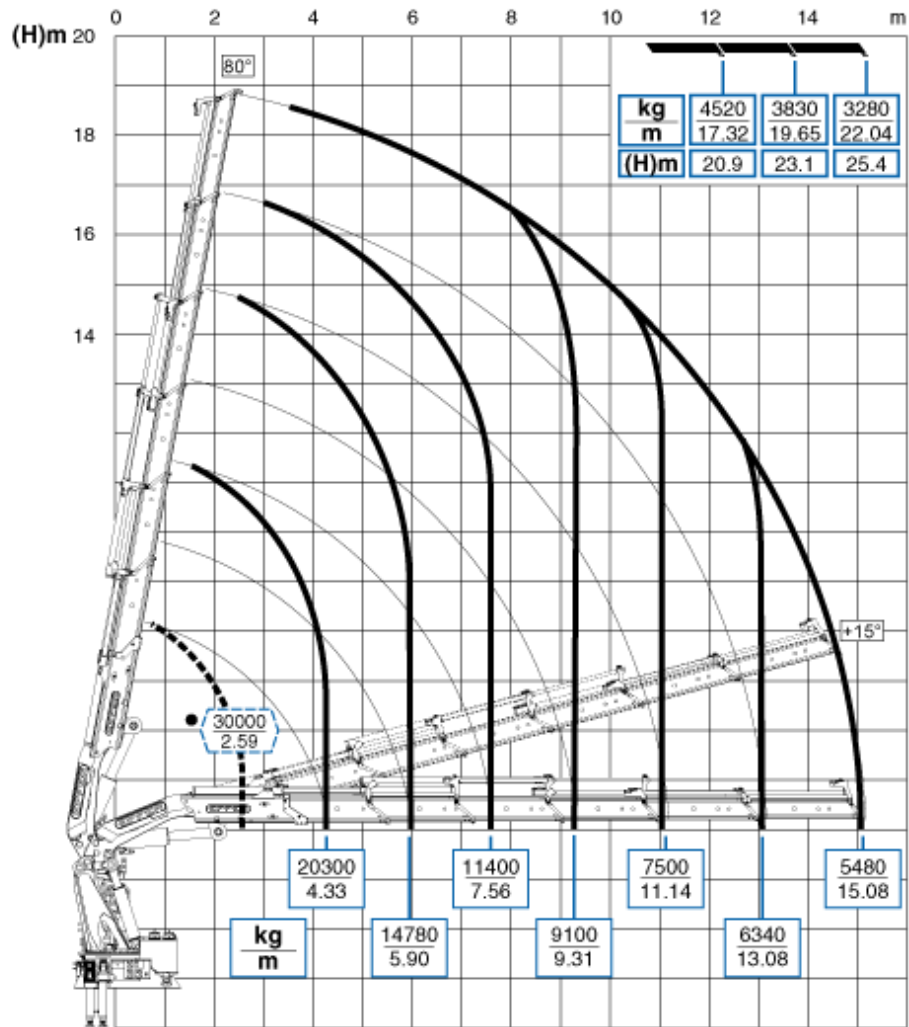 0 2 4 6 8 10 12 14 m
(H)m 20
80°
kg 4520 3830 3280
m 17.32 19.65 22.04
(H)m 20.9 23.1 25.4
18
16
14
+15°
30000
2.59
20300 11400 7500 5480
4.33 7.56 11.14 15.08
kg 14780 9100 6340
m 5.90 9.31 13.08